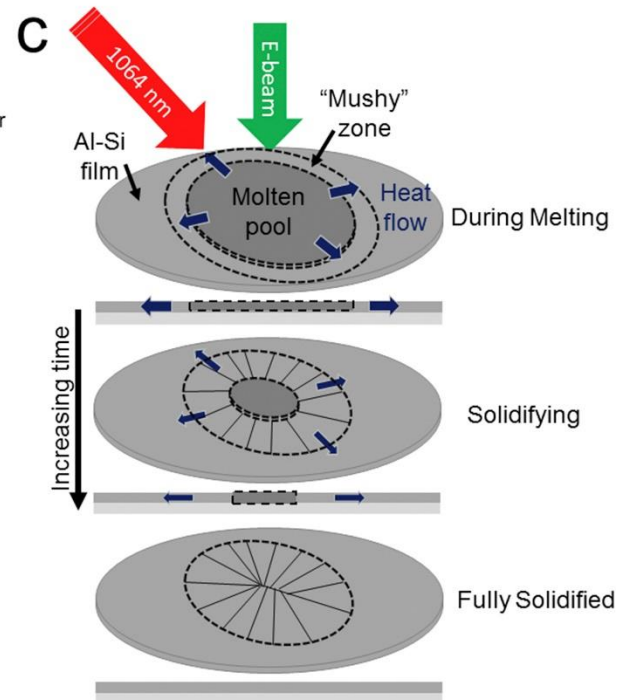 C
1064 nm
E-beam
r
"Mushy"
zone
Al-Si
film
Molten
pool
Heat
flow
During Melting
Increasing time
Solidifying
Fully Solidified